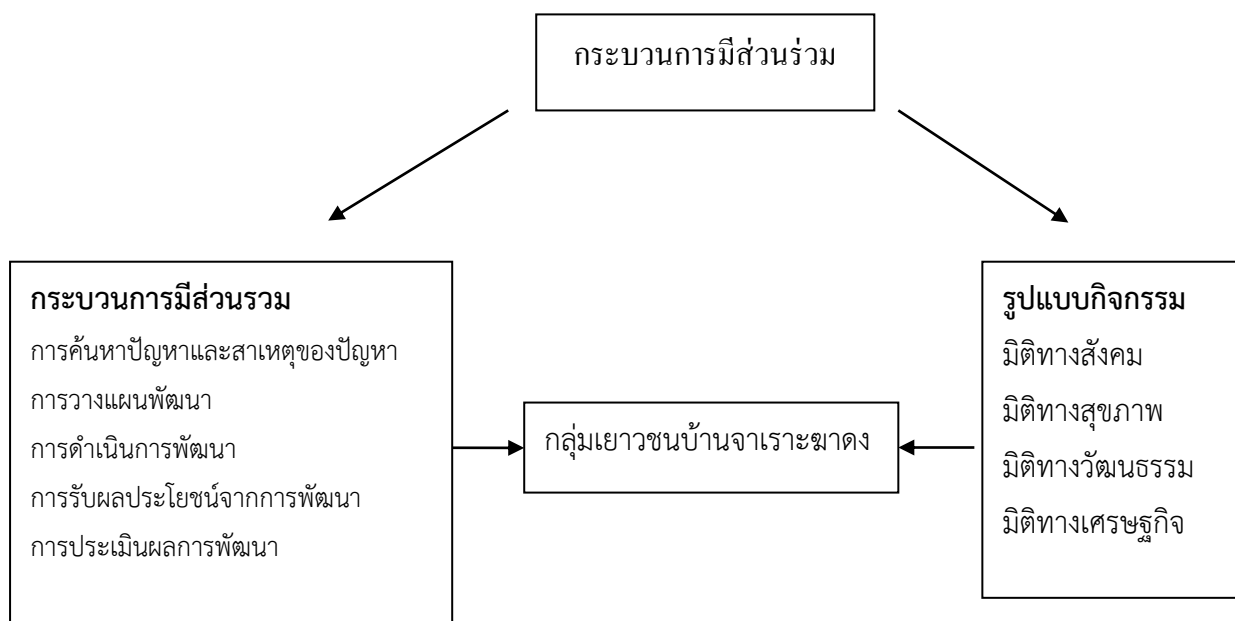 กระบวนการมีส่วนร่วม
กระบวนการมีส่วนรวม
การค้นหาปัญหาและสาเหตุของปัญหา
การวางแผนพัฒนา
การดำเนินการพัฒนา
การรับผลประโยชน์จากการพัฒนา
การประเมินผลการพัฒนา
กลุ่มเยาวชนบ้านจาเราะฆาดง
รูปแบบกิจกรรม
มิติทางสังคม
มิติทางสุขภาพ
มิติทางวัฒนธรรม
มิติทางเศรษฐกิจ